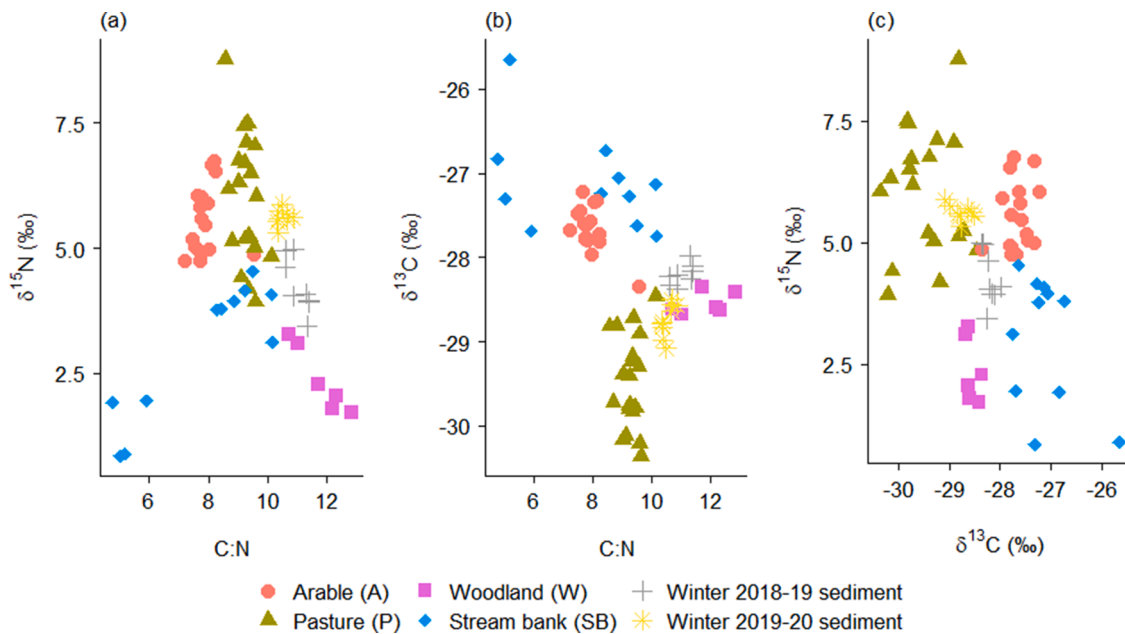 (a)
δ15N (‰)
7.5
5.0
2.5
6 8 10 12
C:N
(b)
δ13C (‰)
-26
-27
-28
-29
-30
6 8 10 12
C:N
(c)
δ15N (‰)
7.5
5.0
2.5
-30 -29 -28 -27 -26
δ13C (‰)
Arable (A) Woodland (W) Winter 2018-19 sediment
Pasture (P) Stream bank (SB) Winter 2019-20 sediment